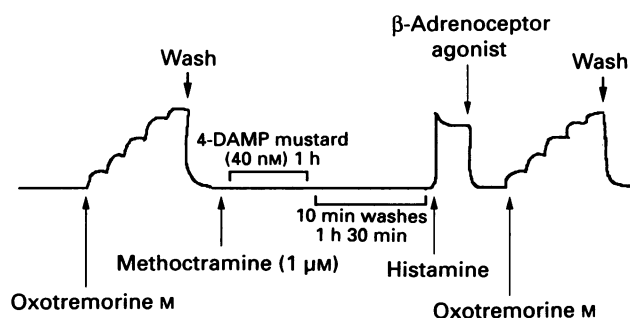 β-Adrenoceptor
agonist
Wash
Wash
4-DAMP mustard
(40 nM) 1 h
10 min washes
1 h 30 min
Methoctramine (1 μM)
Histamine
Oxotremorine M
Oxotremorine M